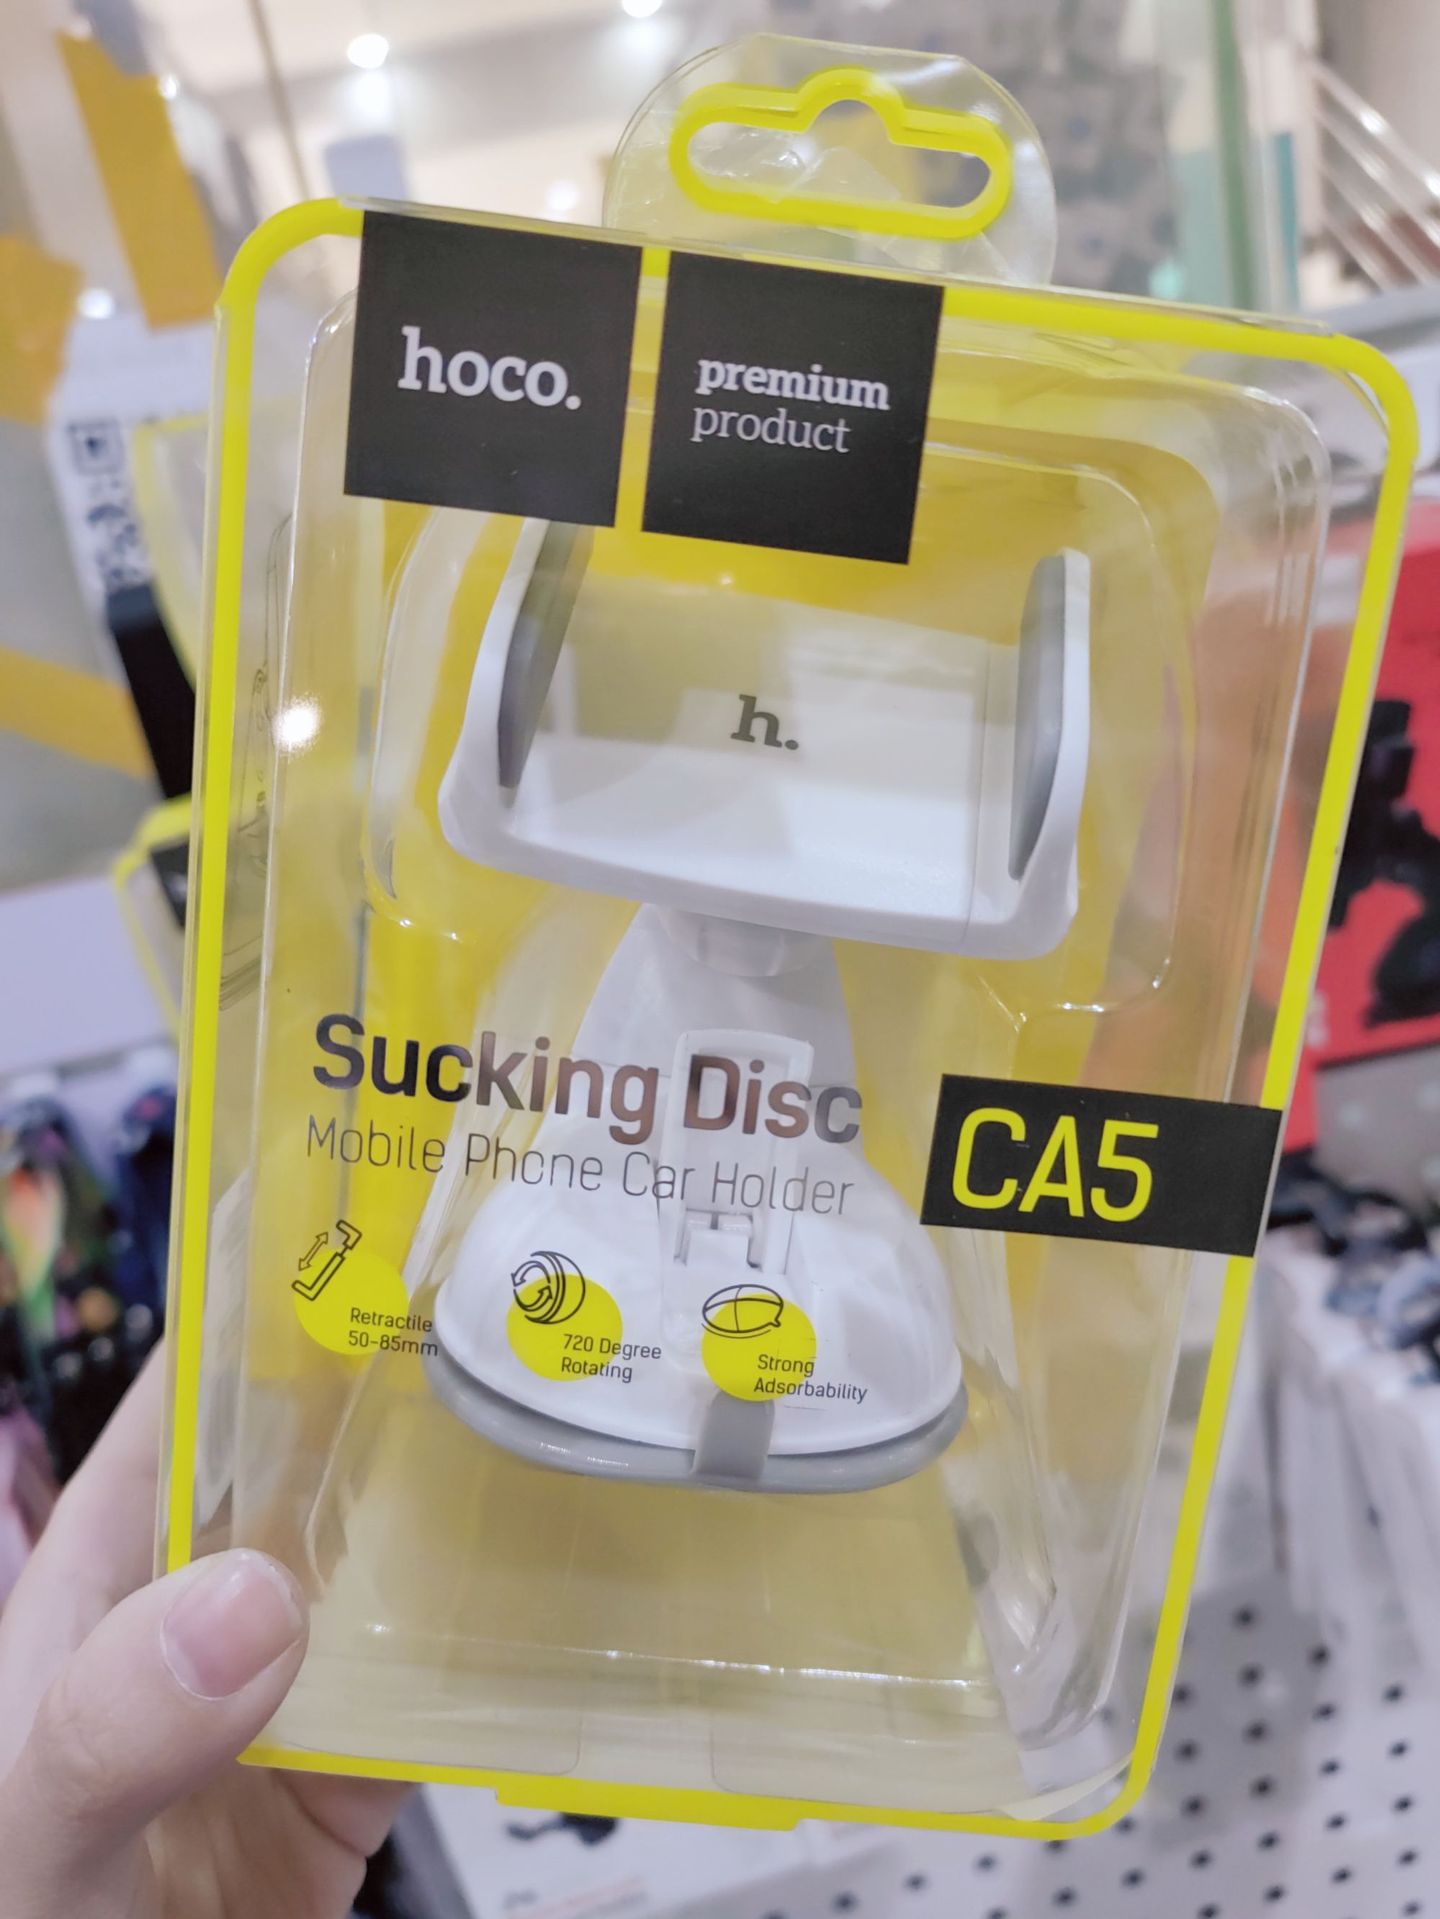 hoco.
premium
product
h.
Sucking Disc
Mobile Phone Car Holder
CA5
Retractile
50-85mm
720 Degree
Rotating
Strong
Adsorbability